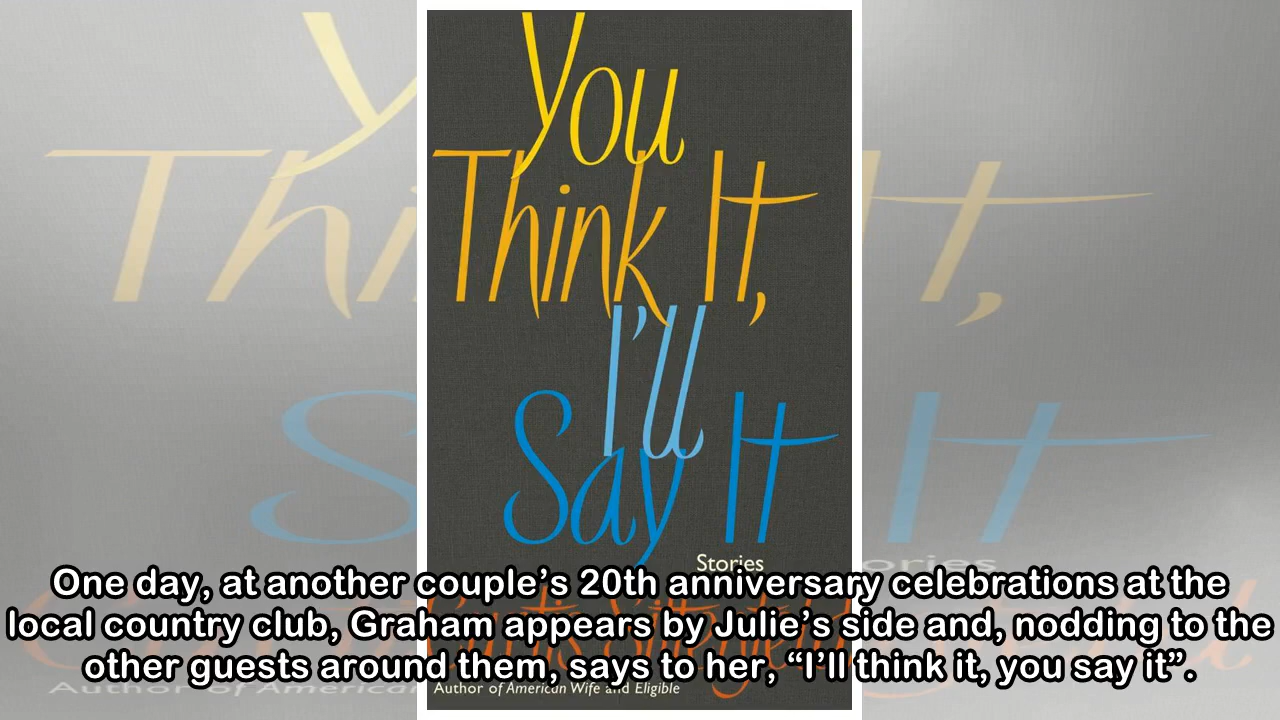 You
Think It,
I'll
Say It
Stories
One day, at another couple’s 20th anniversary celebrations at the
local country club, Graham appears by Julie’s side and, nodding to the
other guests around them, says to her, “I’ll think it, you say it”.
Author of American Wife and Eligible